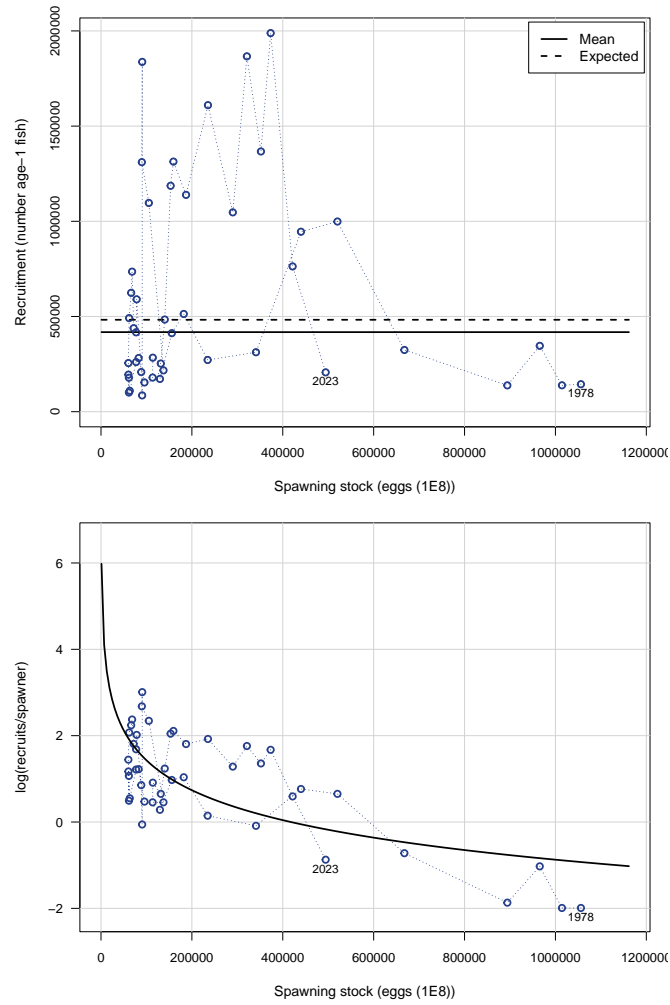 Mean
Expected
Recruitment (number age−1 fish)
2000000
1500000
1000000
500000
0
2023
1978
0 200000 400000 600000 800000 1000000 1200000
Spawning stock (eggs (1E8))
log(recruits/spawner)
6
4
2
0
−2
2023
1978
0 200000 400000 600000 800000 1000000 120000
Spawning stock (eggs (1E8))